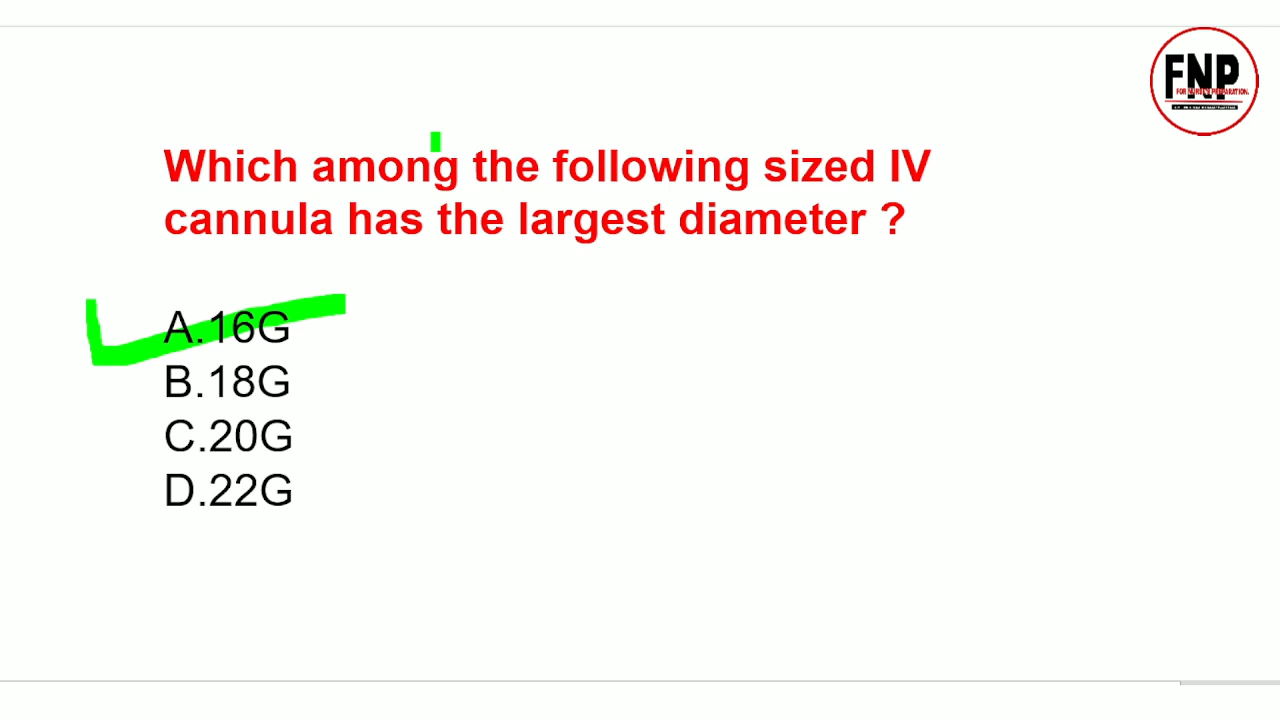 FNP
Which among the following sized IV
cannula has the largest diameter ?
A.16G
B.18G
C.20G
D.22G